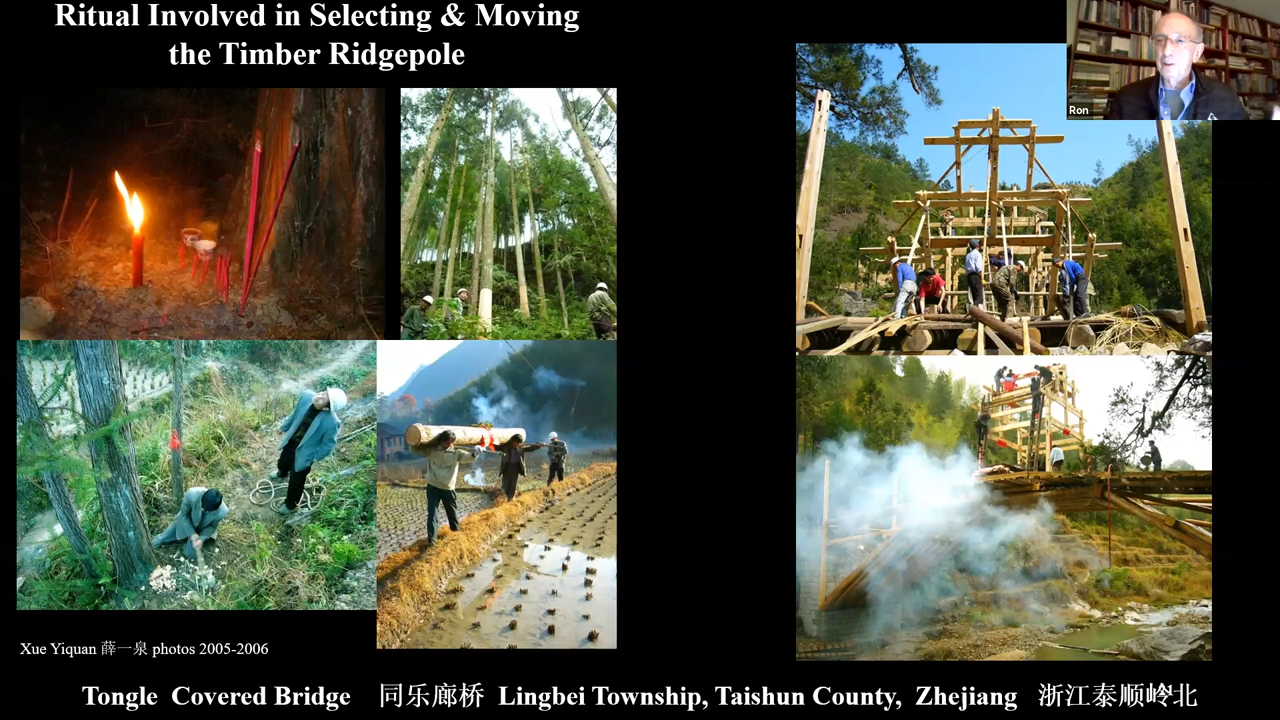 Ritual Involved in Selecting & Moving
the Timber Ridgepole
Ron
Xue Yiquan 薛一泉 photos 2005-2006
Tongle Covered Bridge 同乐廊桥 Lingbei Township, Taishun County, Zhejiang 浙江泰顺岭北